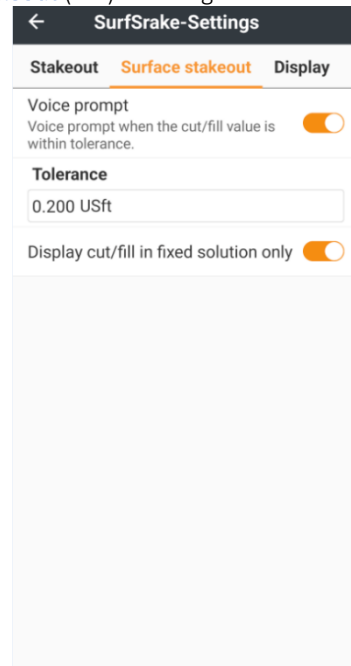 SurfSrake-Settings
Stakeout Surface stakeout Display
Voice prompt
Voice prompt when the cut/fill value is
within tolerance.
Tolerance
0.200 USft
Display cut/fill in fixed solution only